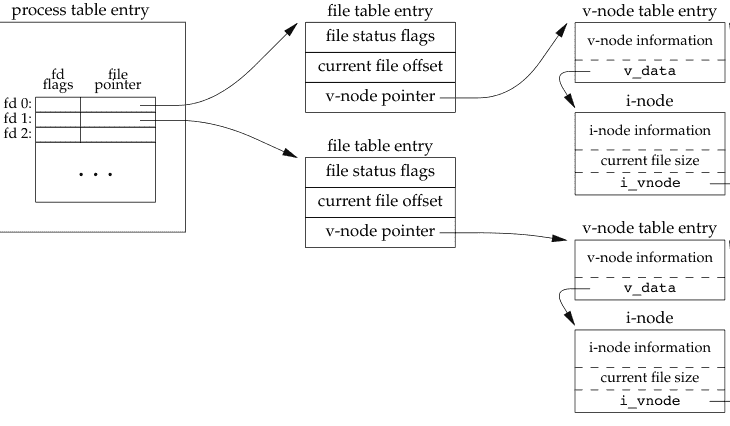 process table entry
fd flags
file pointer
fd 0:
fd 1:
fd 2:
. . .
file table entry
file status flags
current file offset
v-node pointer
file table entry
file status flags
current file offset
v-node pointer
v-node table entry
v-node information
v_data
i-node
i-node information
current file size
i_vnode
v-node table entry
v-node information
v_data
i-node
i-node information
current file size
i_vnode